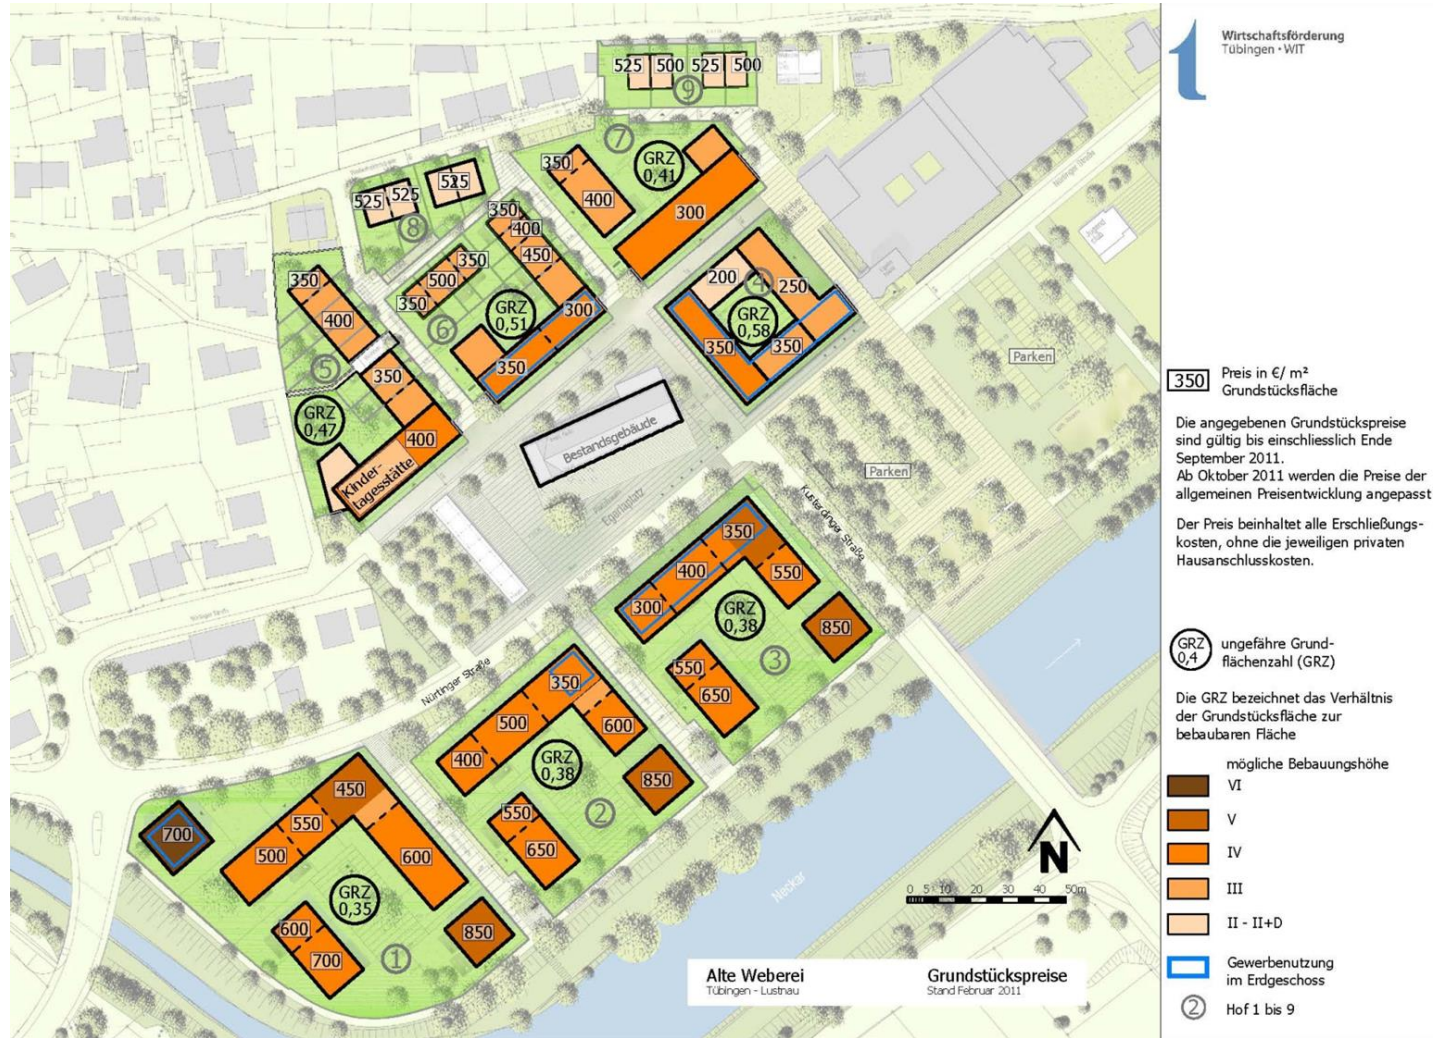 Wirtschaftsförderung
Tübingen · WIT
525 500 525 500
9
7
GRZ
0,41
350
400
300
525 525 525
8
350
400
450
350
500
350
GRZ
0,51
6
300
350
200
4
250
GRZ
0,58
350
350
350
400
5
350
GRZ
0,47
400
Kinder-
tagesstätte
Bestandsgebäude
Egeriaplatz
Parken
Parken
Kusterdinger Straße
Nürtinger Straße
350
400
550
300
GRZ
0,38
850
3
550
650
350
500
600
400
GRZ
0,38
850
2
550
650
450
550
700
500
600
GRZ
0,35
600
850
700
1
Neckar
N
0 5 10 20 30 40 50m
Alte Weberei
Tübingen - Lustnau
Grundstückspreise
Stand Februar 2011
350 Preis in €/ m²
Grundstücksfläche
Die angegebenen Grundstückspreise
sind gültig bis einschliesslich Ende
September 2011.
Ab Oktober 2011 werden die Preise der
allgemeinen Preisentwicklung angepasst
Der Preis beinhaltet alle Erschließungs-
kosten, ohne die jeweiligen privaten
Hausanschlusskosten.
GRZ
0,4
ungefähre Grund-
flächenzahl (GRZ)
Die GRZ bezeichnet das Verhältnis
der Grundstücksfläche zur
bebaubaren Fläche
mögliche Bebauungshöhe
VI
V
IV
III
II - II+D
Gewerbenutzung
im Erdgeschoss
2 Hof 1 bis 9